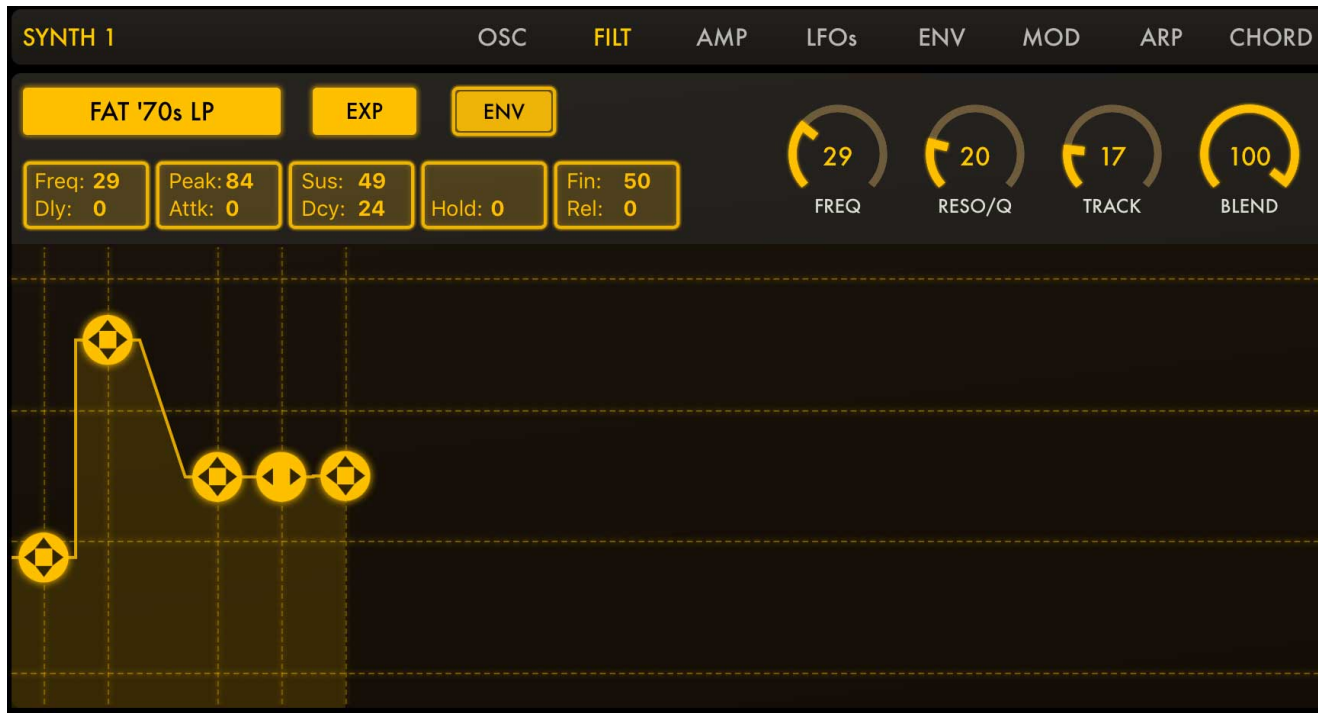 SYNTH 1 OSC FILT AMP LFOs ENV MOD ARP CHORD
FAT '70s LP EXP ENV
29 20 17 100
Freq: 29 Peak: 84 Sus: 49 Fin: 50
Dly: 0 Attk: 0 Dcy: 24 Hold: 0 Rel: 0
FREQ RESO/Q TRACK BLEND